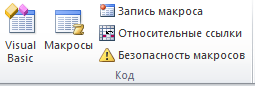 Visual Basic
Макросы
Запись макроса
Относительные ссылки
Безопасность макросов
Код